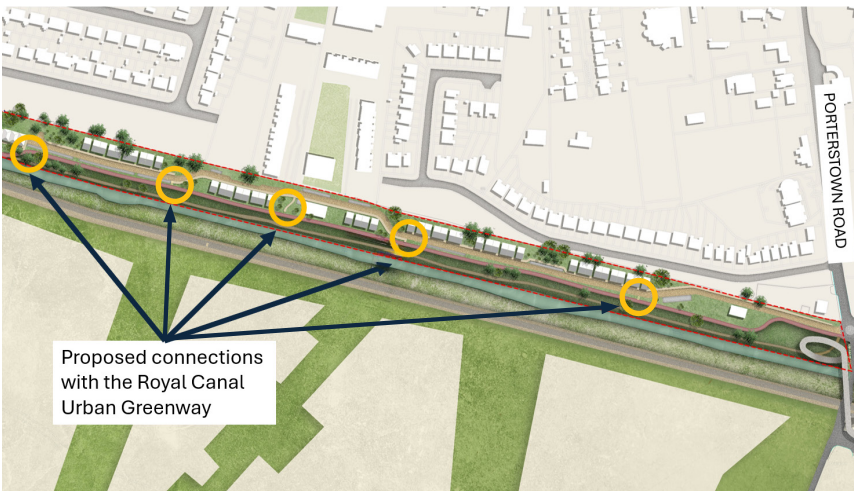 PORTERSTOWN ROAD
Proposed connections
with the Royal Canal
Urban Greenway